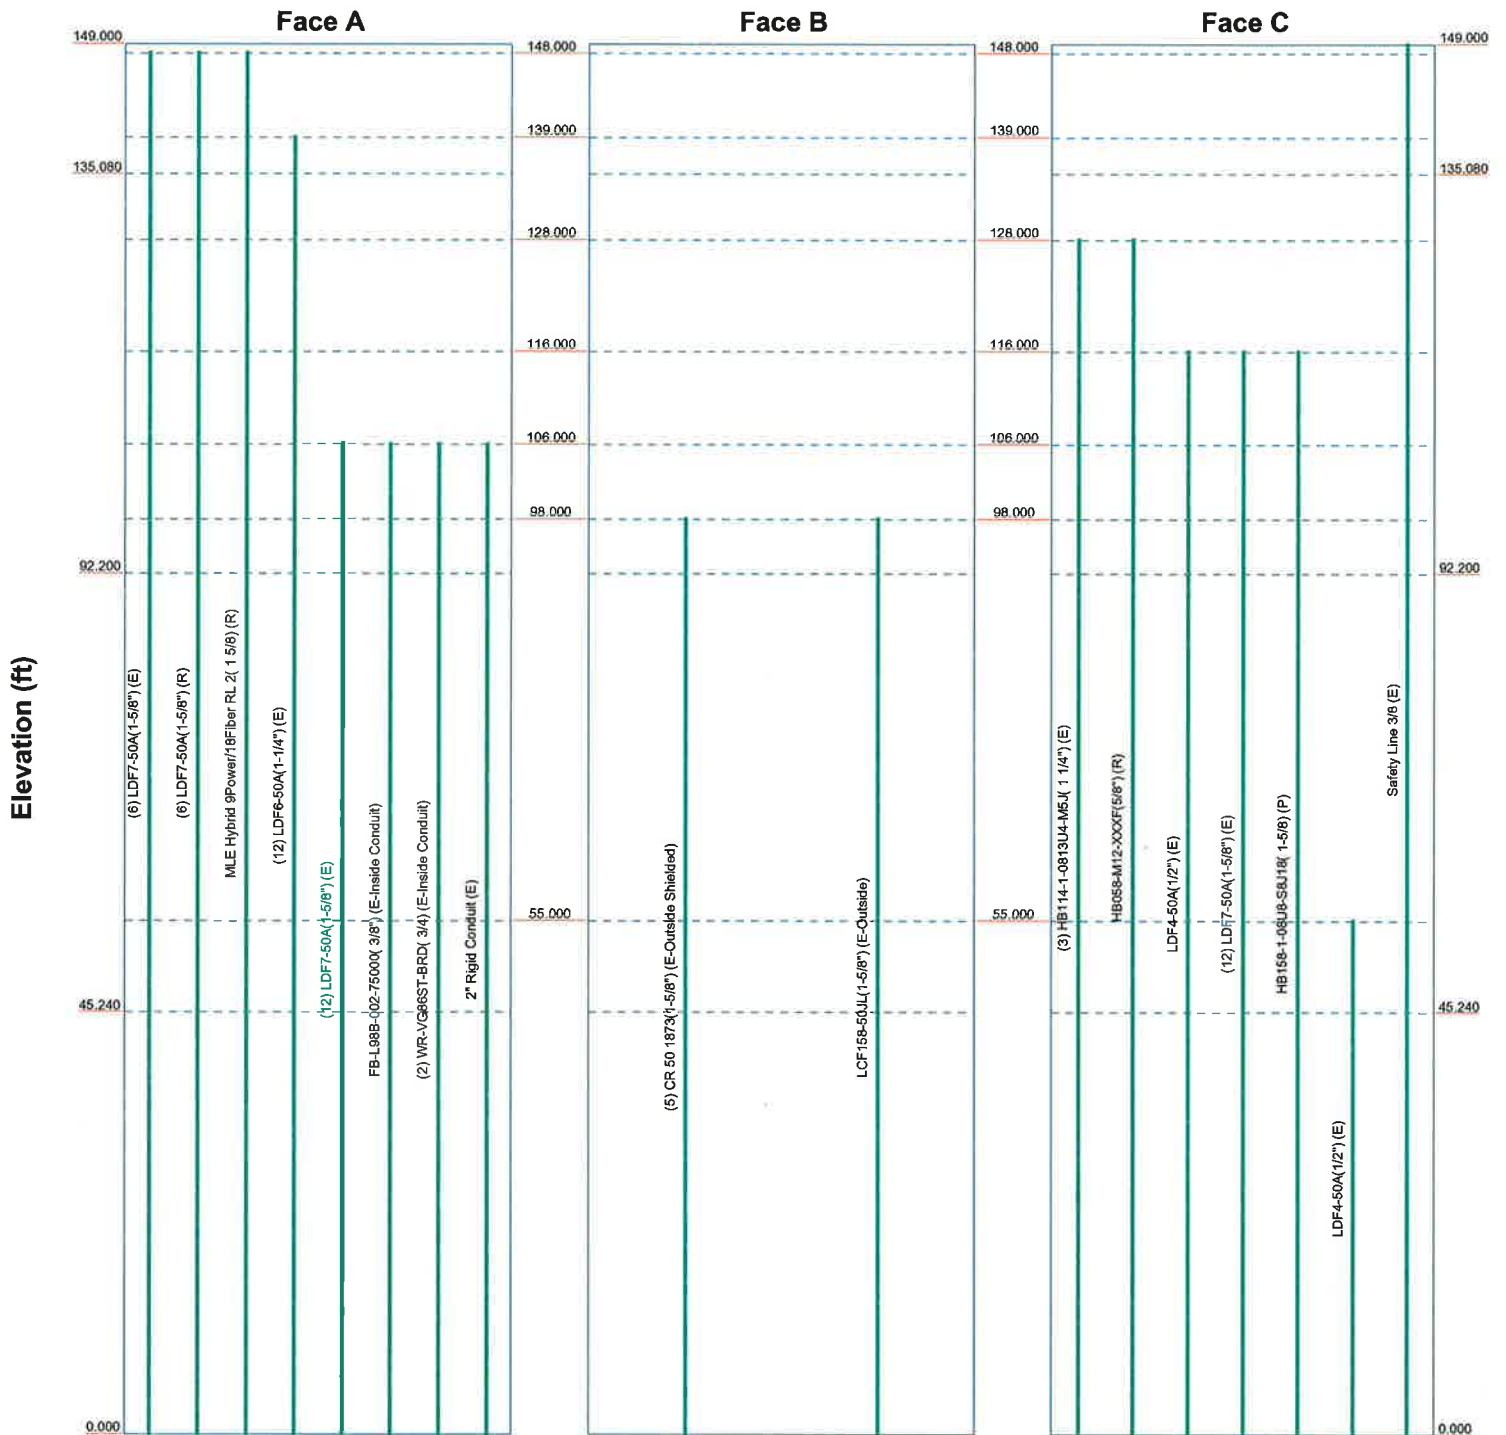 Face A
Face B
Face C
149.000
148.000
148.000
149.000
139.000
139.000
135.080
135.080
128.000
128.000
116.000
116.000
106.000
106.000
98.000
98.000
92.200
92.200
Elevation (ft)
(6) LDF7-50A(1-5/8") (E)
(6) LDF7-50A(1-5/8") (R)
MLE Hybrid 9Power/18Fiber RL 2( 1 5/8) (R)
(12) LDF6-50A(1-1/4") (E)
(12) LDF7-50A(1-5/8") (E)
FB-L98B-002-75000( 3/8") (E-Inside Conduit)
(2) WR-VG86ST-BRD( 3/4) (E-Inside Conduit)
2" Rigid Conduit (E)
(5) CR 50 1873(1-5/8") (E-Outside Shielded)
LCF158-50JL(1-5/8") (E-Outside)
(3) HB114-1-0813U4-M5J( 1 1/4") (E)
HB058-M12-XXXF(5/8") (R)
LDF4-50A(1/2") (E)
(12) LDF7-50A(1-5/8") (E)
HB158-1-08U8-S8J18( 1-5/8) (P)
LDF4-50A(1/2") (E)
Safety Line 3/8 (E)
55.000
55.000
45.240
45.240
0.000
0.000